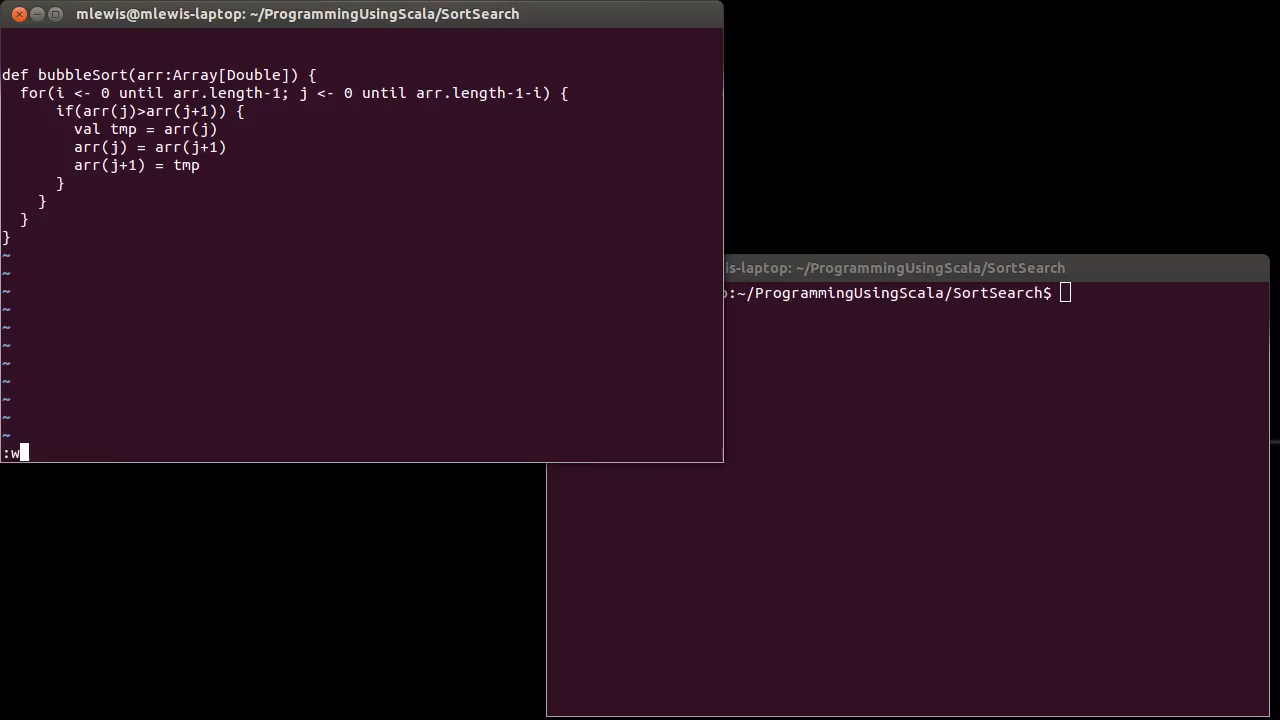 mlewis@mlewis-laptop: ~/ProgrammingUsingScala/SortSearch
def bubbleSort(arr:Array[Double]) {
  for(i <- 0 until arr.length-1; j <- 0 until arr.length-1-i) {
      if(arr(j)>arr(j+1)) {
        val tmp = arr(j)
        arr(j) = arr(j+1)
        arr(j+1) = tmp
      }
    }
  }
}
~
~
~
~
~
~
~
~
~
~
~
:w
is-laptop: ~/ProgrammingUsingScala/SortSearch
:~/ProgrammingUsingScala/SortSearch$